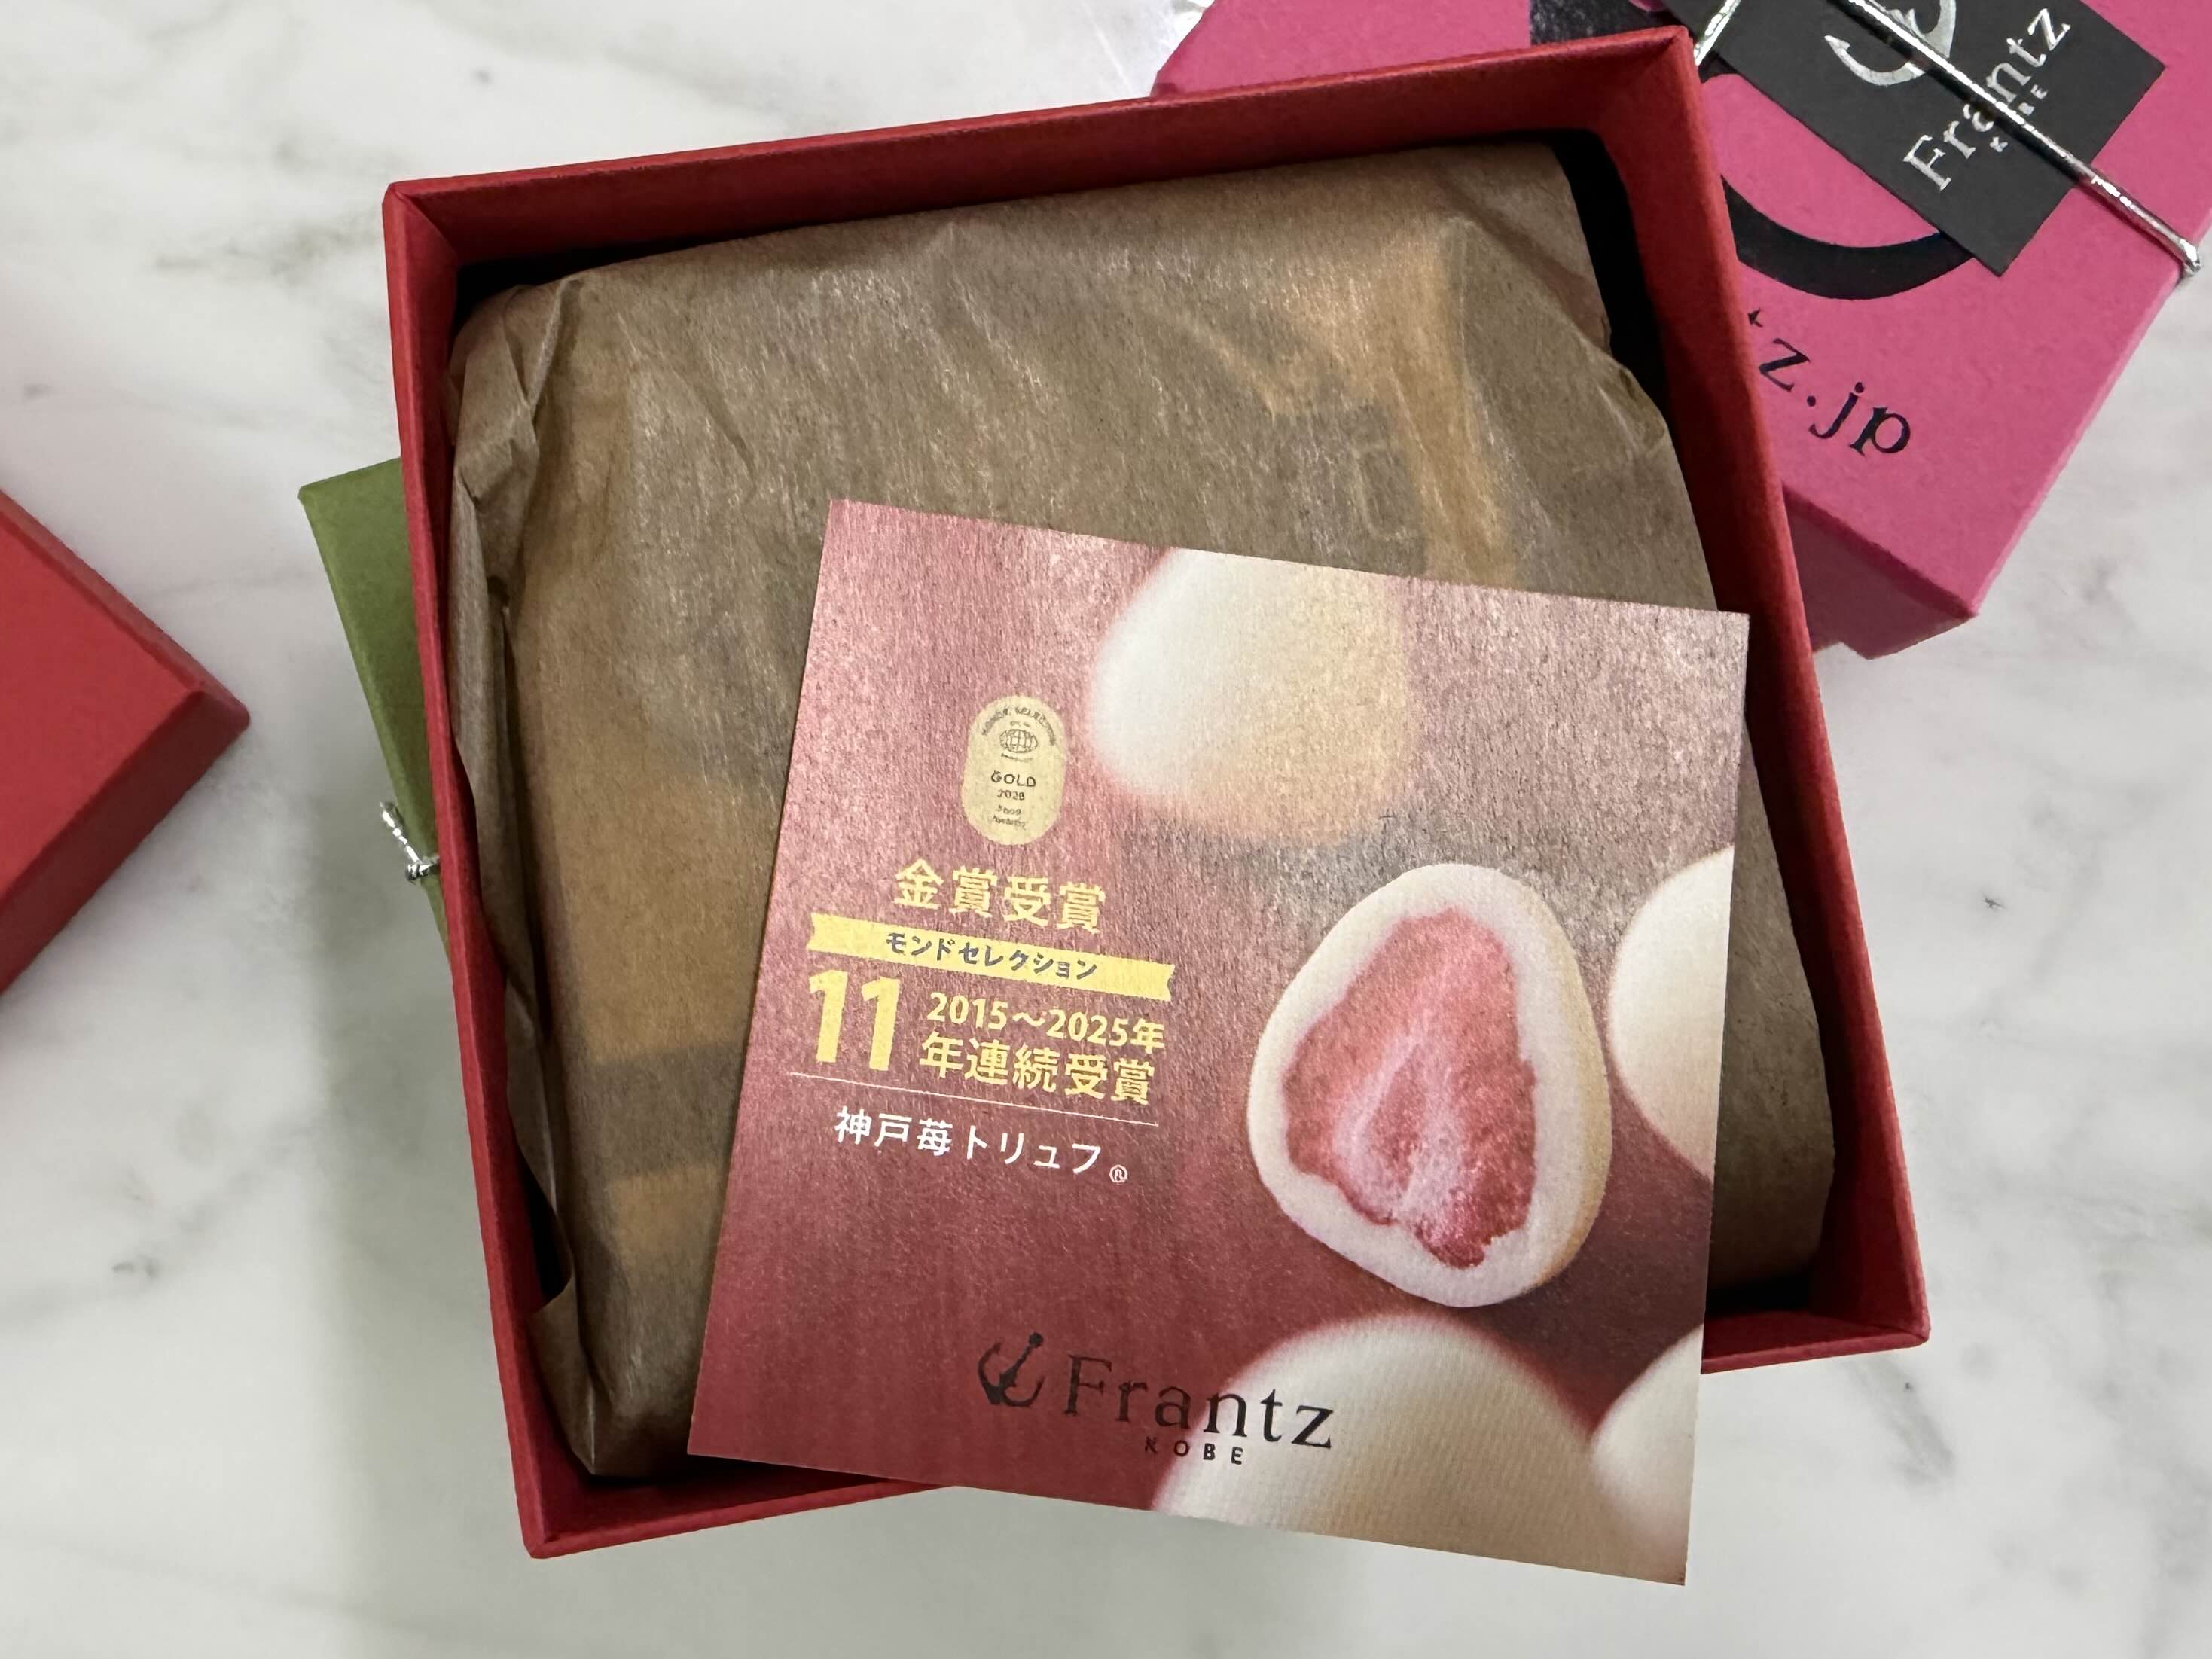 Frantz
KOBE
z.jp
GOLD
金賞受賞
モンドセレクション
11
2015～2025年
年連続受賞
神戸苺トリュフ®
Frantz
KOBE